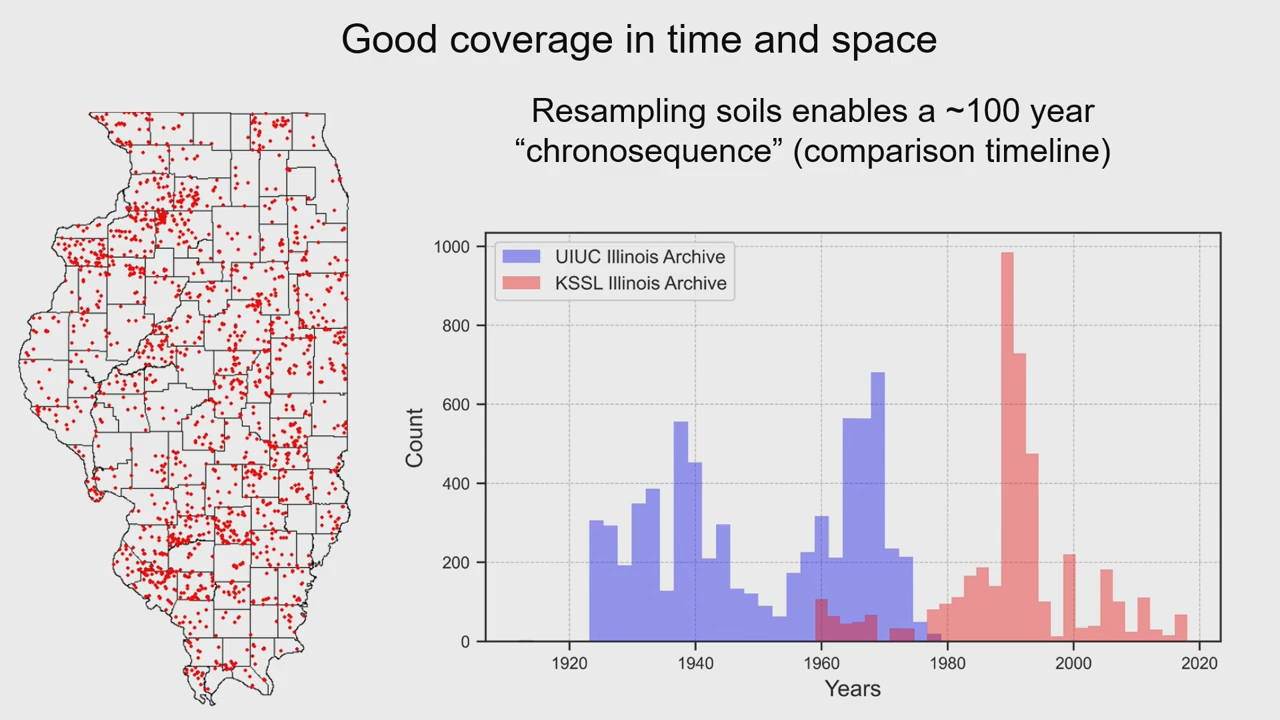 Good coverage in time and space
Resampling soils enables a ~100 year
“chronosequence” (comparison timeline)
UIUC Illinois Archive
KSSL Illinois Archive
1000
800
600
400
200
0
Count
1920 1940 1960 1980 2000 2020
Years